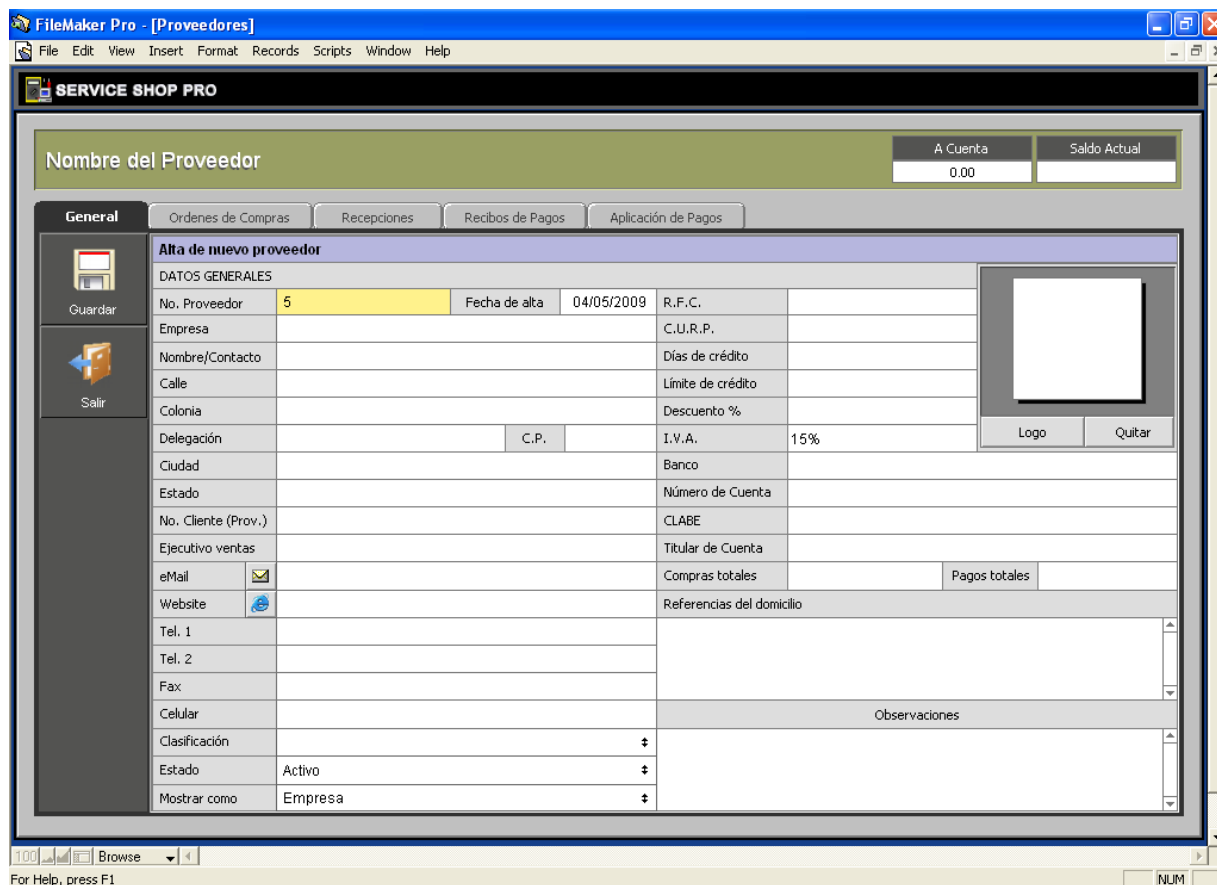 FileMaker Pro - [Proveedores]
File Edit View Insert Format Records Scripts Window Help
SERVICE SHOP PRO
Nombre del Proveedor
A Cuenta Saldo Actual
0.00
General Ordenes de Compras Recepciones Recibos de Pagos Aplicación de Pagos
Guardar
Salir
Alta de nuevo proveedor
DATOS GENERALES
No. Proveedor 5 Fecha de alta 04/05/2009 R.F.C.
Empresa C.U.R.P.
Nombre/Contacto Días de crédito
Calle Límite de crédito
Colonia Descuento %
Delegación C.P. I.V.A. 15% Logo Quitar
Ciudad Banco
Estado Número de Cuenta
No. Cliente (Prov.) CLABE
Ejecutivo ventas Titular de Cuenta
eMail Compras totales Pagos totales
Website Referencias del domicilio
Tel. 1
Tel. 2
Fax
Celular Observaciones
Clasificación
Estado Activo
Mostrar como Empresa
100 Browse
For Help, press F1 NUM